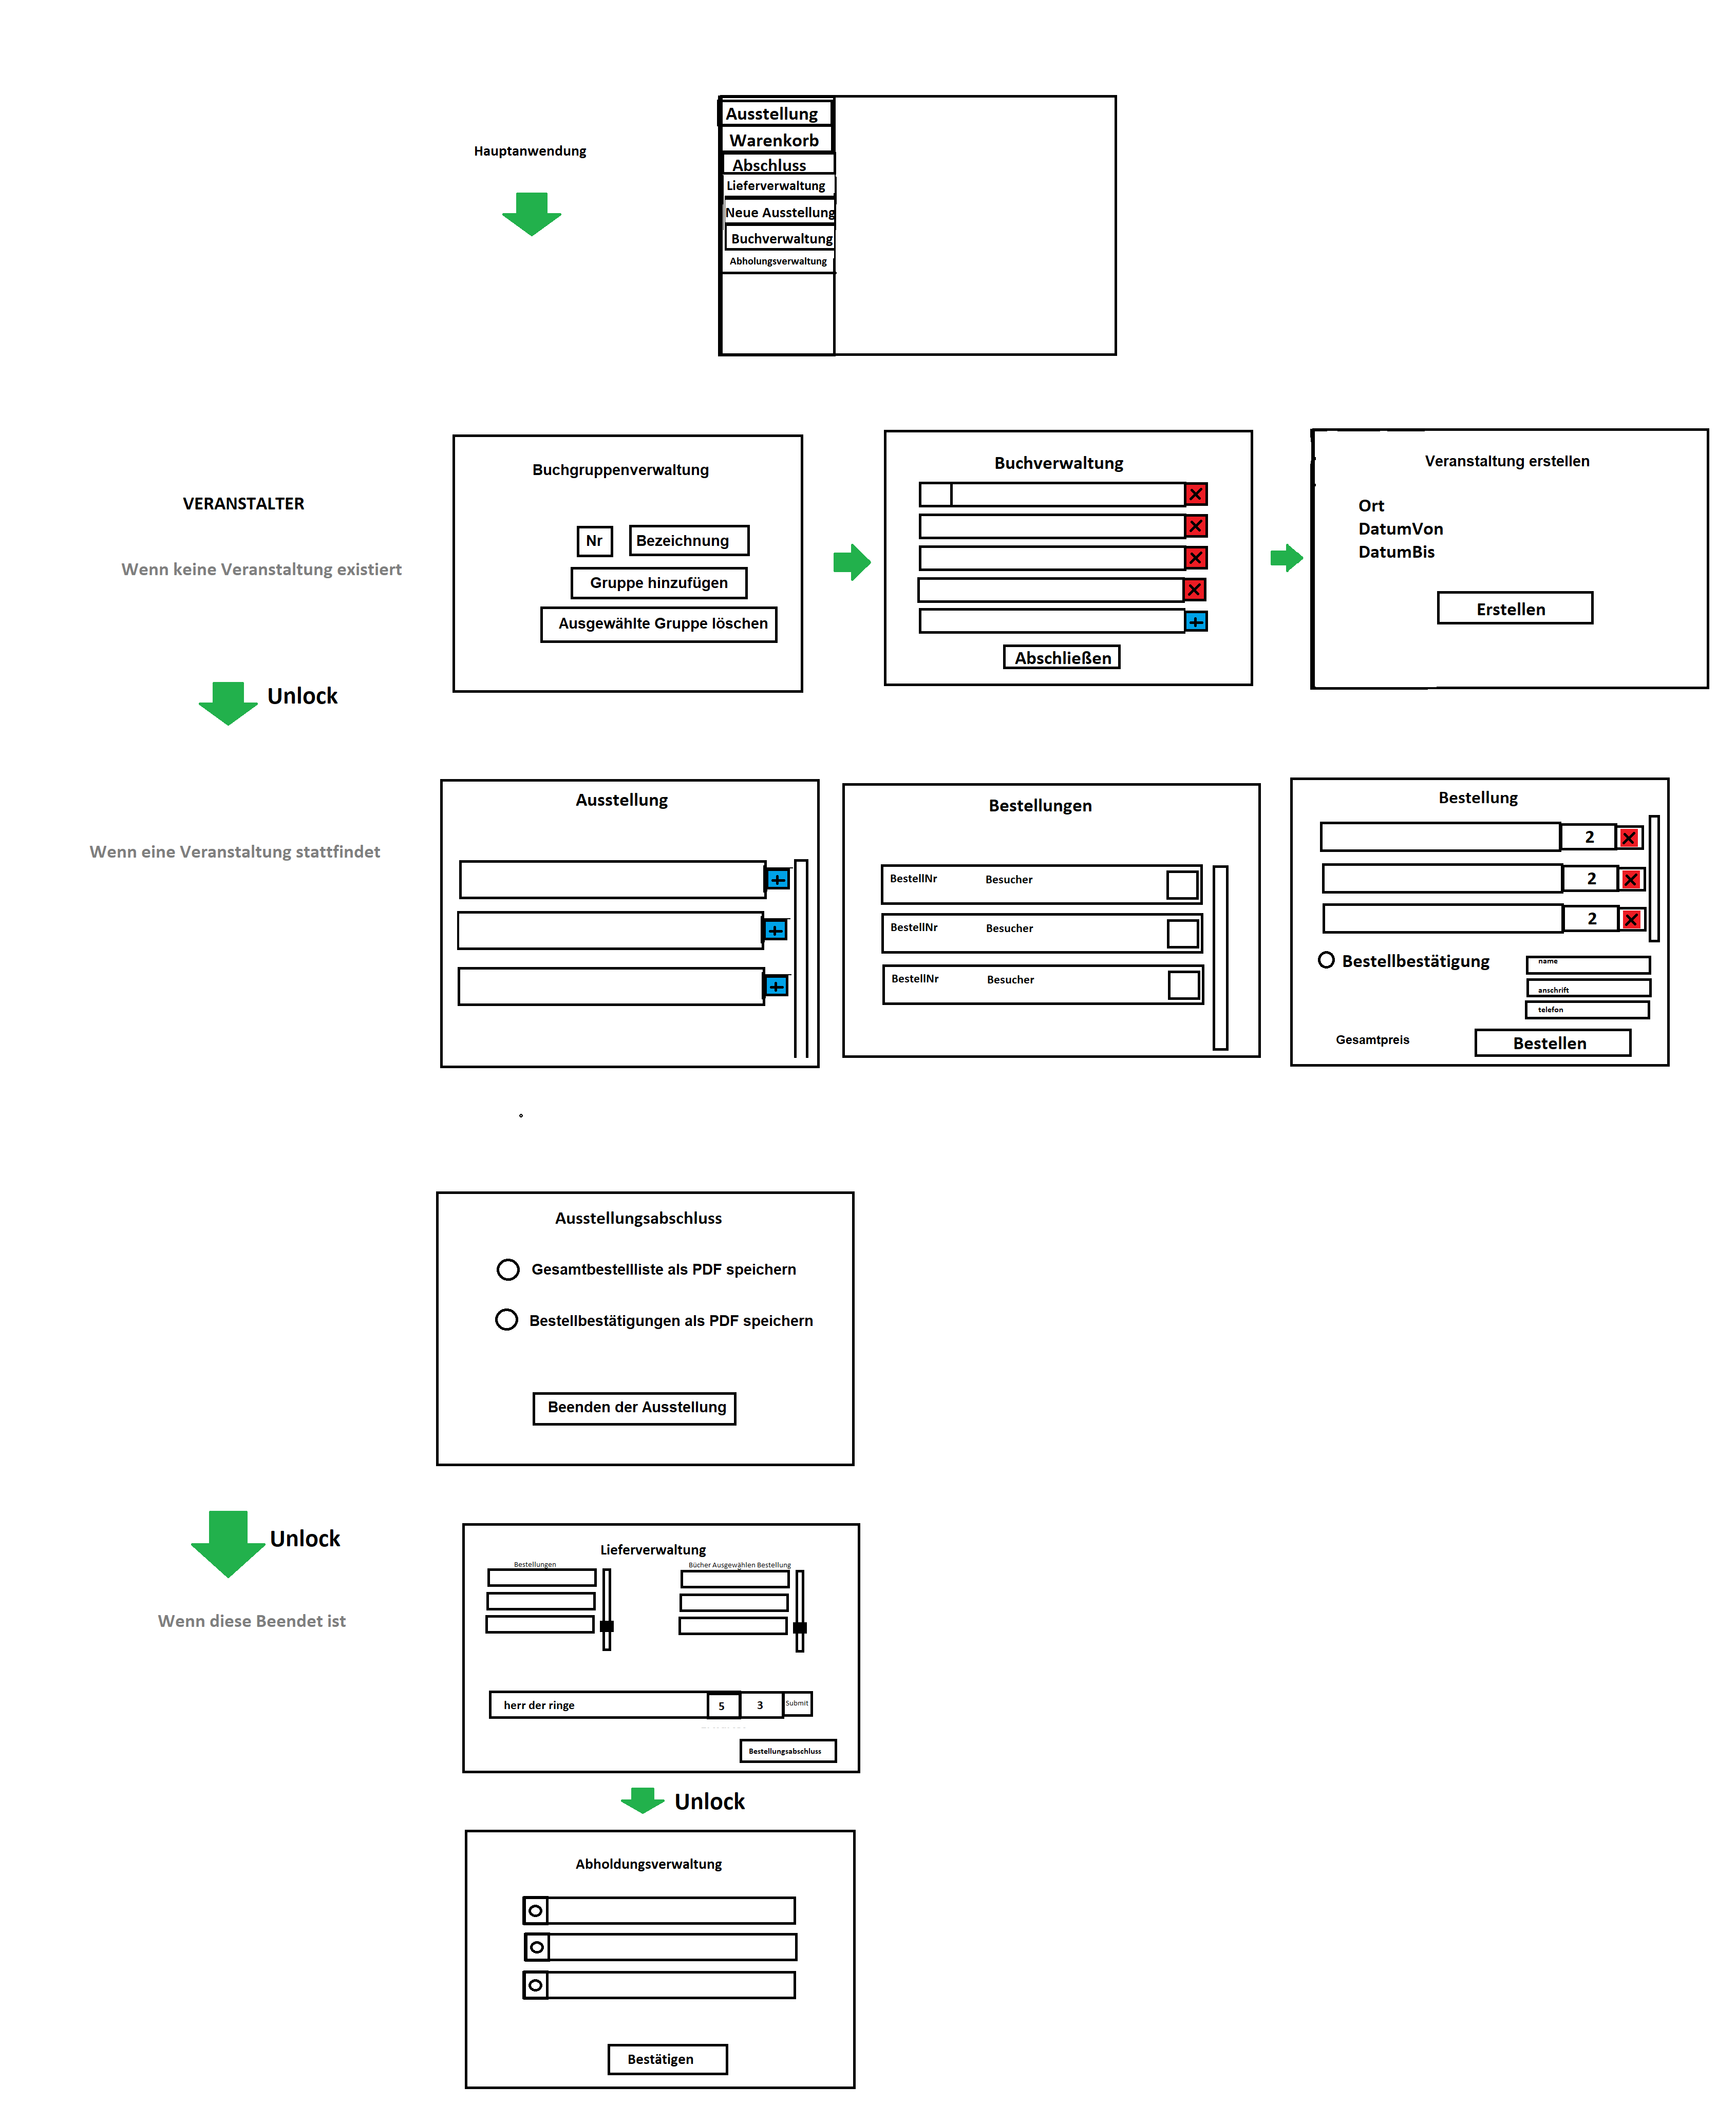 Hauptanwendung
Ausstellung
Warenkorb
Abschluss
Lieferverwaltung
Neue Ausstellung
Buchverwaltung
Abholungsverwaltung
VERANSTALTER
Wenn keine Veranstaltung existiert
Buchgruppenverwaltung
Nr Bezeichnung
Gruppe hinzufügen
Ausgewählte Gruppe löschen
Buchverwaltung
Abschließen
Veranstaltung erstellen
Ort
DatumVon
DatumBis
Erstellen
Unlock
Wenn eine Veranstaltung stattfindet
Ausstellung
Bestellungen
BestellNr Besucher
BestellNr Besucher
BestellNr Besucher
Bestellung
2
2
2
Bestellbestätigung
name
anschrift
telefon
Gesamtpreis
Bestellen
Ausstellungsabschluss
Gesamtbestellliste als PDF speichern
Bestellbestätigungen als PDF speichern
Beenden der Ausstellung
Unlock
Wenn diese Beendet ist
Lieferverwaltung
Bestellungen
Bücher Ausgewählen Bestellung
herr der ringe 5 3 Submit
Bestellungsabschluss
Unlock
Abholdungsverwaltung
Bestätigen